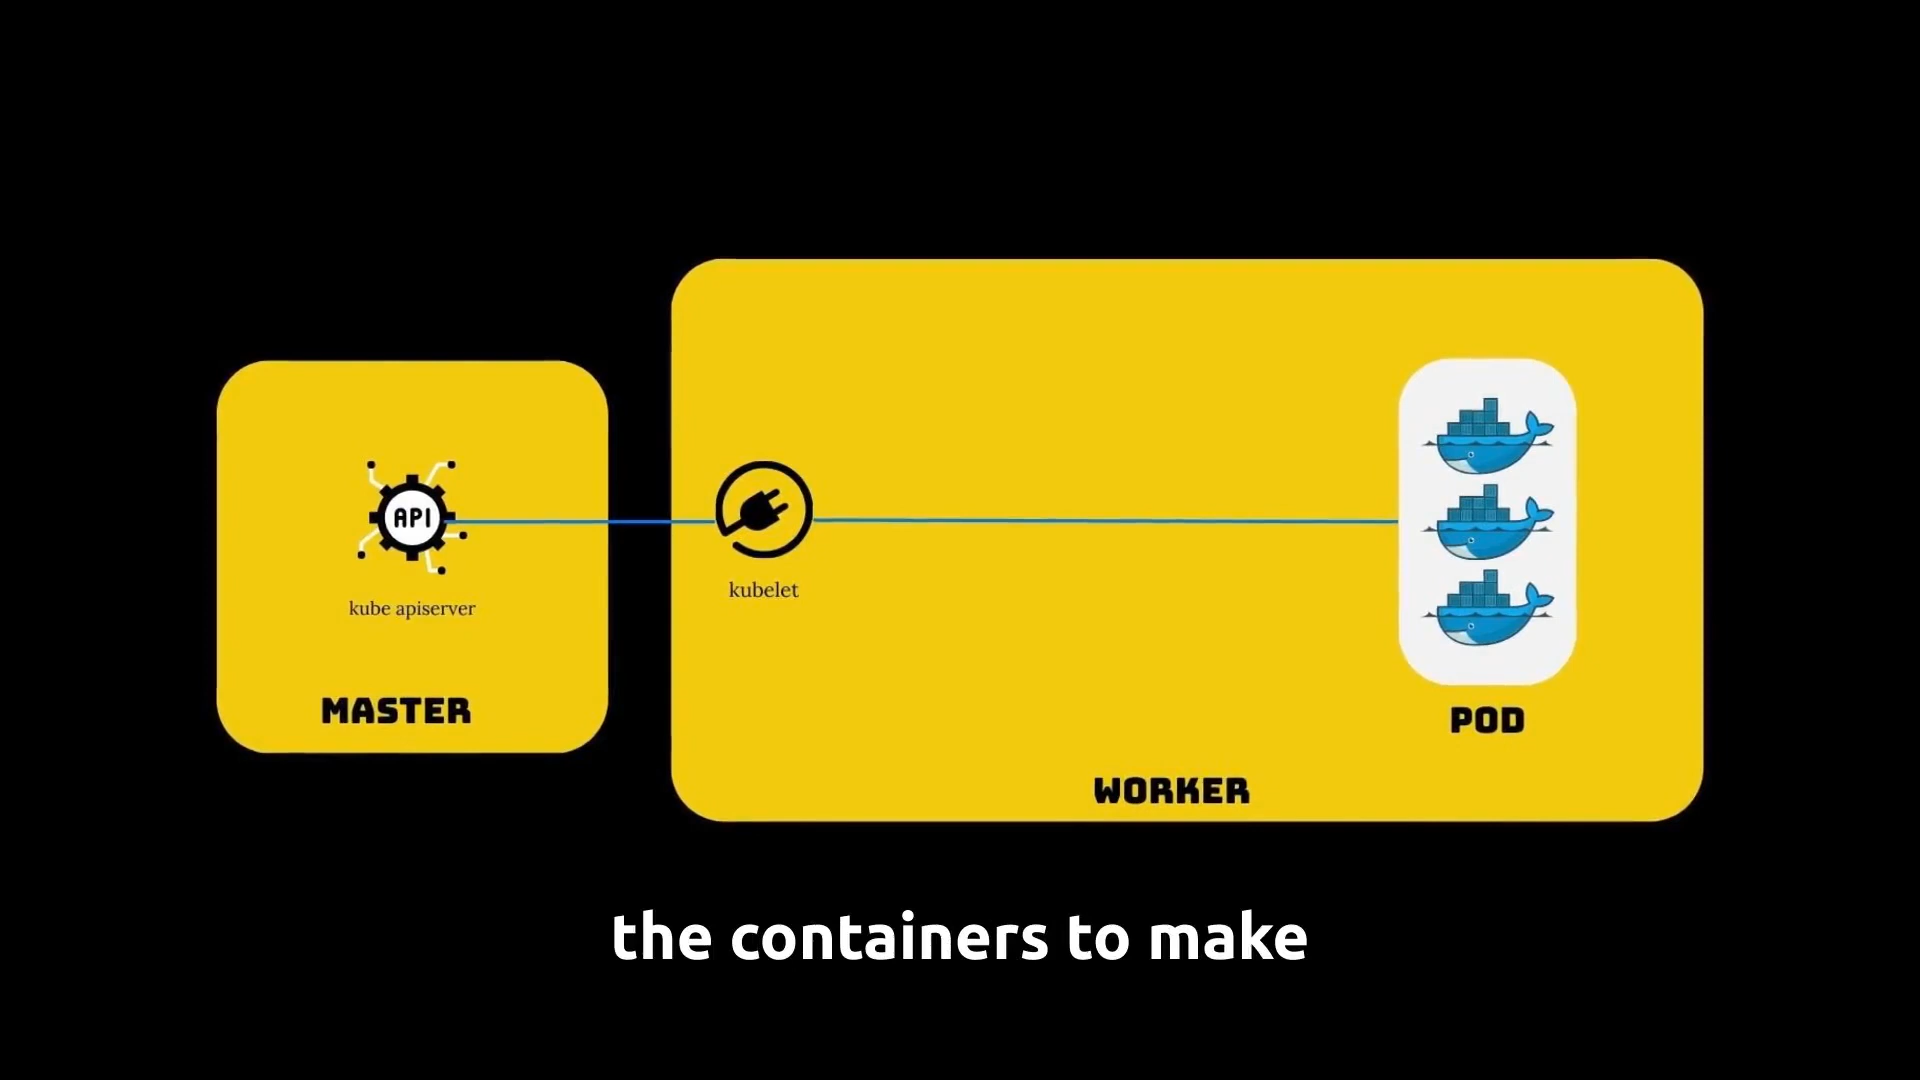 API
kube apiserver
MASTER
kubelet
POD
WORKER
the containers to make